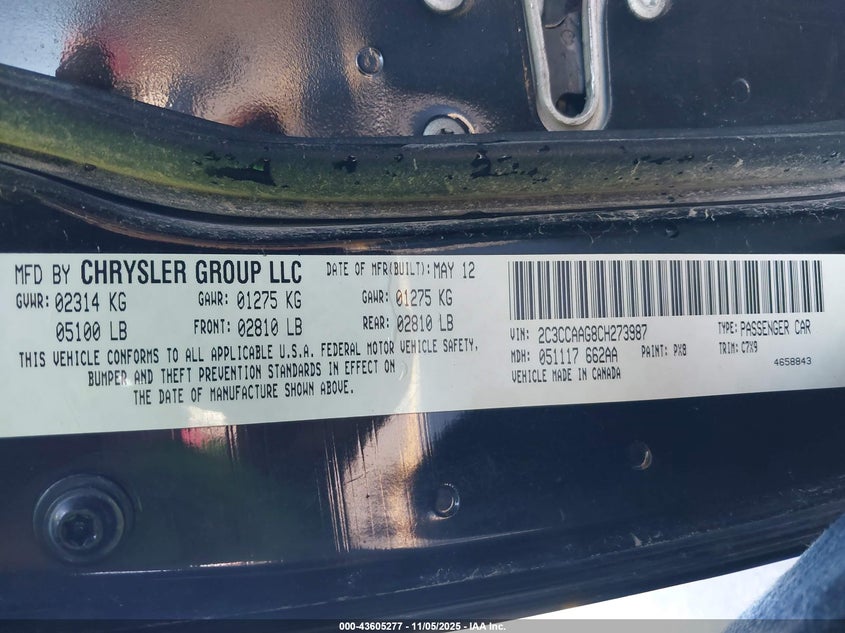 MFD BY CHRYSLER GROUP LLC DATE OF MFR(BUILT): MAY 12
GVWR: 02314 KG GAWR: 01275 KG GAWR: 01275 KG
05100 LB FRONT: 02810 LB REAR: 02810 LB
THIS VEHICLE CONFORMS TO ALL APPLICABLE U.S.A. FEDERAL MOTOR VEHICLE SAFETY,
BUMPER AND THEFT PREVENTION STANDARDS IN EFFECT ON
THE DATE OF MANUFACTURE SHOWN ABOVE.
VIN: 2C3CCAAG8CH273987 TYPE: PASSENGER CAR
MDH: 051117 662AA PAINT: PX8 TRIM: C7X9
VEHICLE MADE IN CANADA 4658843
000-43605277 - 11/05/2025 - IAA Inc.